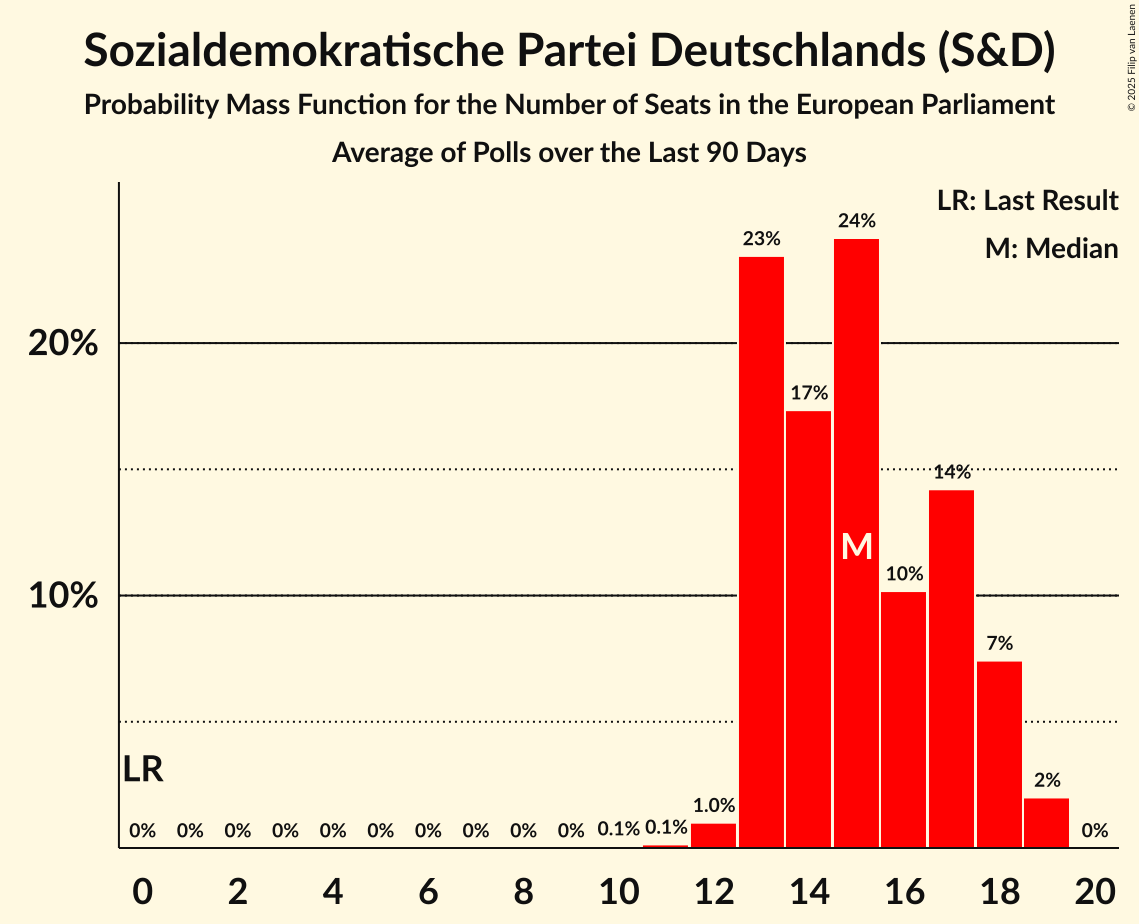 Sozialdemokratische Partei Deutschlands (S&D)
Probability Mass Function for the Number of Seats in the European Parliament
Average of Polls over the Last 90 Days
© 2025 Filip van Laenen
LR: Last Result
M: Median
24%
23%
20%
17%
14%
M
10%
10%
7%
LR
2%
1.0%
0% 0% 0% 0% 0% 0% 0% 0% 0% 0% 0.1% 0.1% 0%
0 2 4 6 8 10 12 14 16 18 20